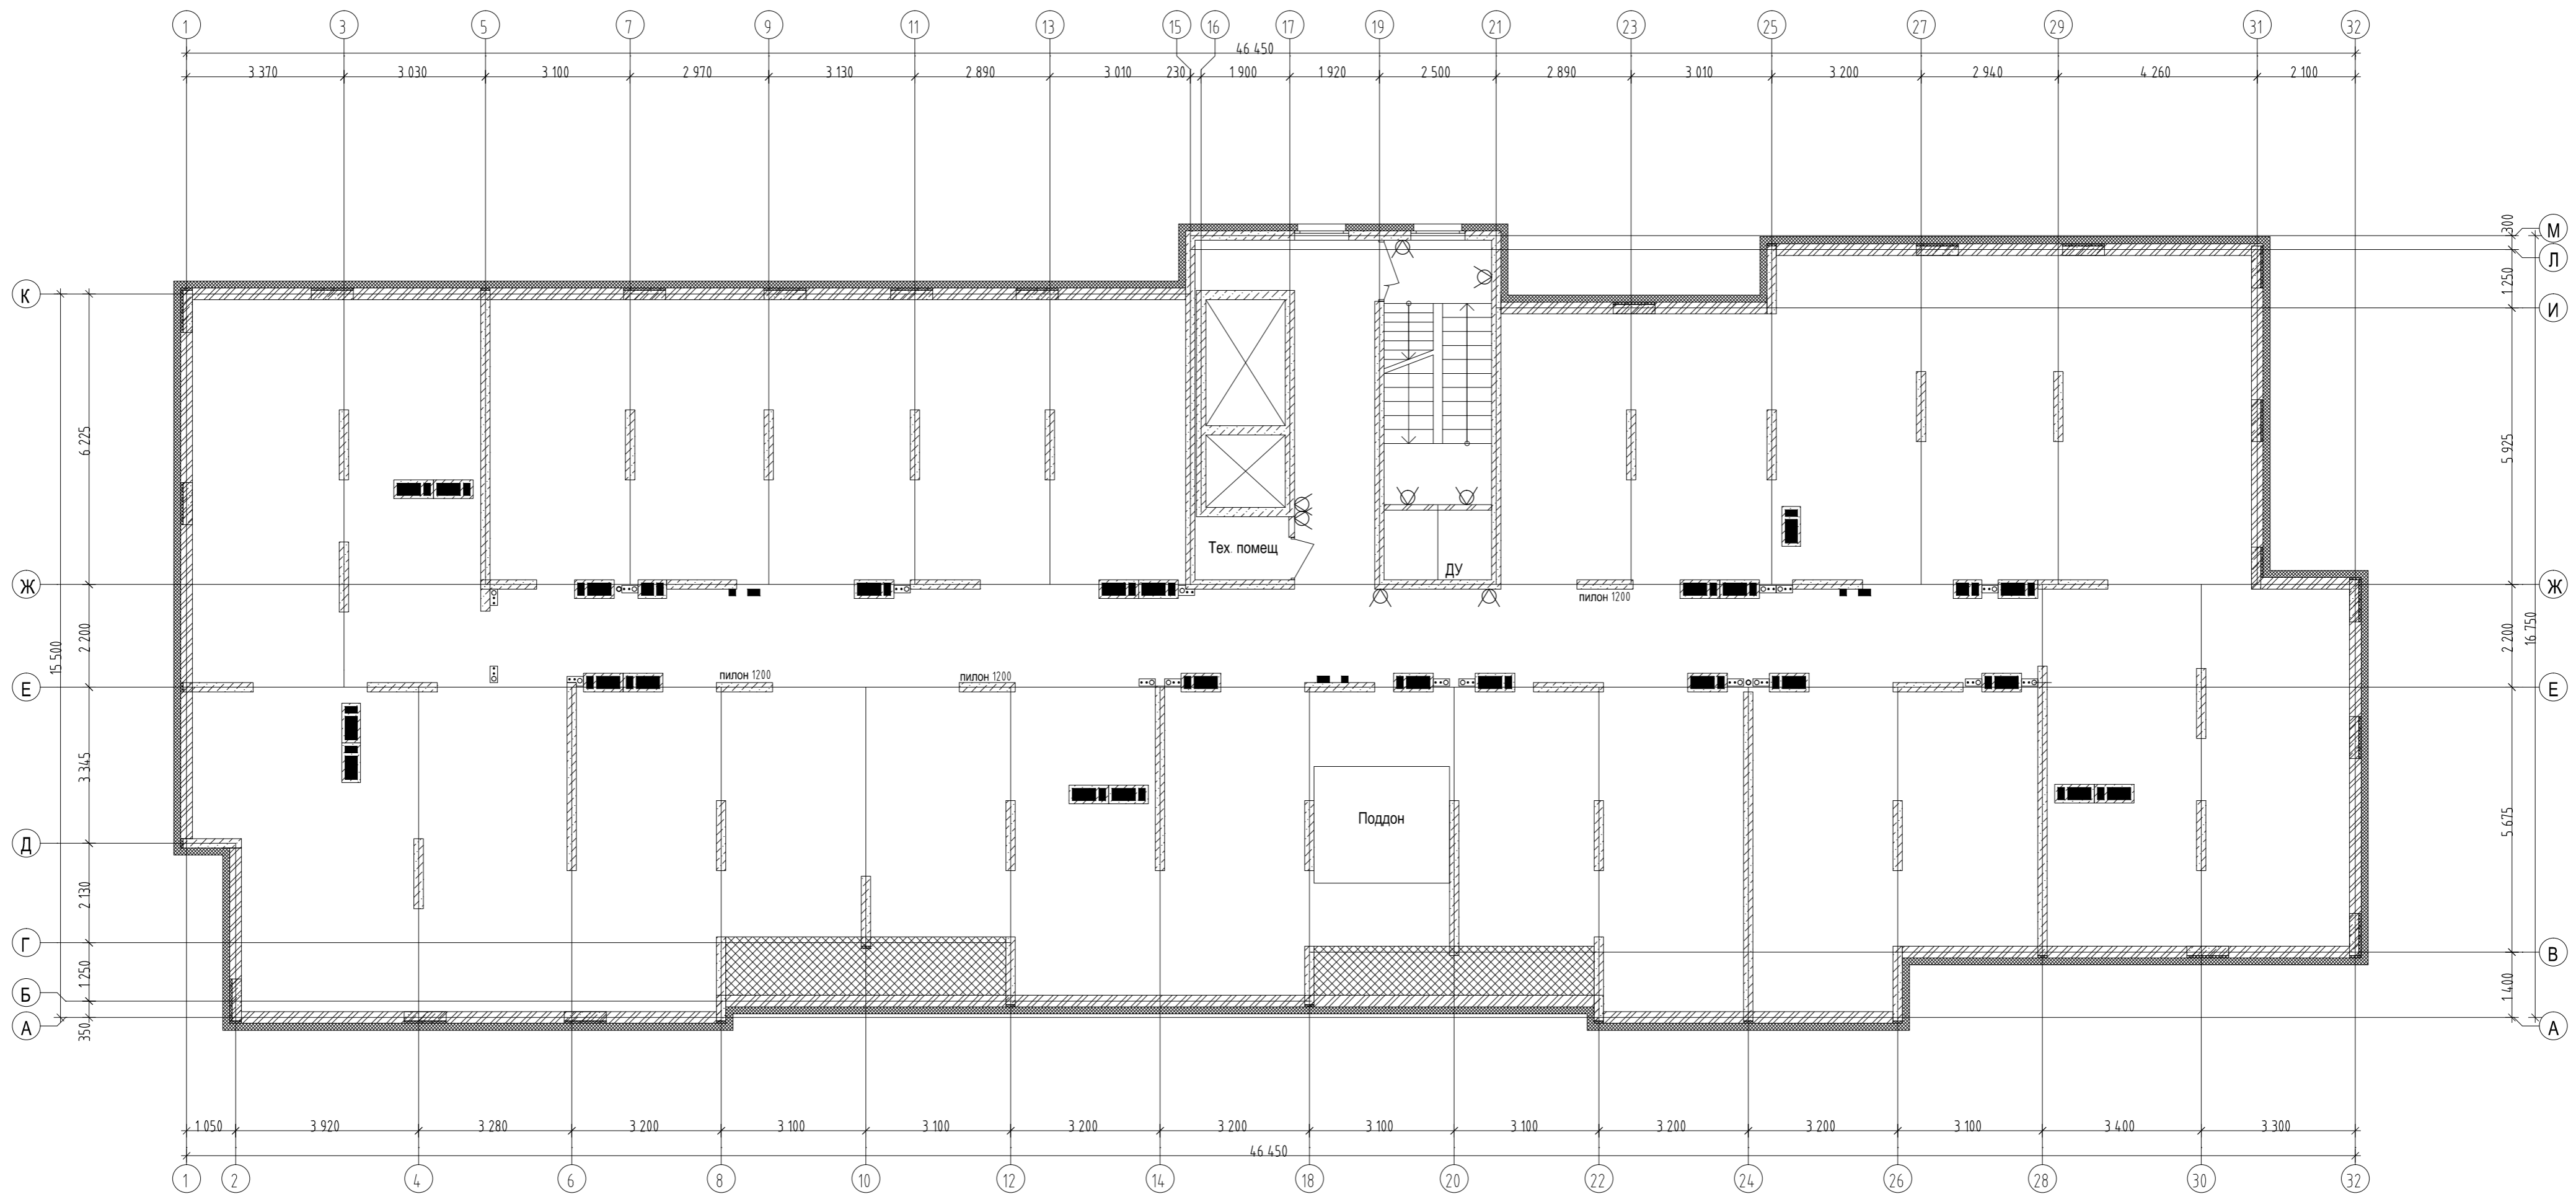 1 3 5 7 9 11 13 15 16 17 19 21 23 25 27 29 31 32
46 450
3 370 3 030 3 100 2 970 3 130 2 890 3 010 230 1 900 1 920 2 500 2 890 3 010 3 200 2 940 4 260 2 100
М
300
Л
1 250
К
И
6 225
5 925
Тех. помещ
ДУ
Ж
Ж
пилон 1200
15 500
2 200
2 200
16 750
пилон 1200
пилон 1200
Е
Е
3 345
Поддон
5 675
Д
2 130
Г
В
1 250
Б
1 400
А
350
А
1 050 3 920 3 280 3 200 3 100 3 100 3 200 3 200 3 100 3 100 3 200 3 200 3 100 3 400 3 300
46 450
1 2 4 6 8 10 12 14 18 20 22 24 26 28 30 32